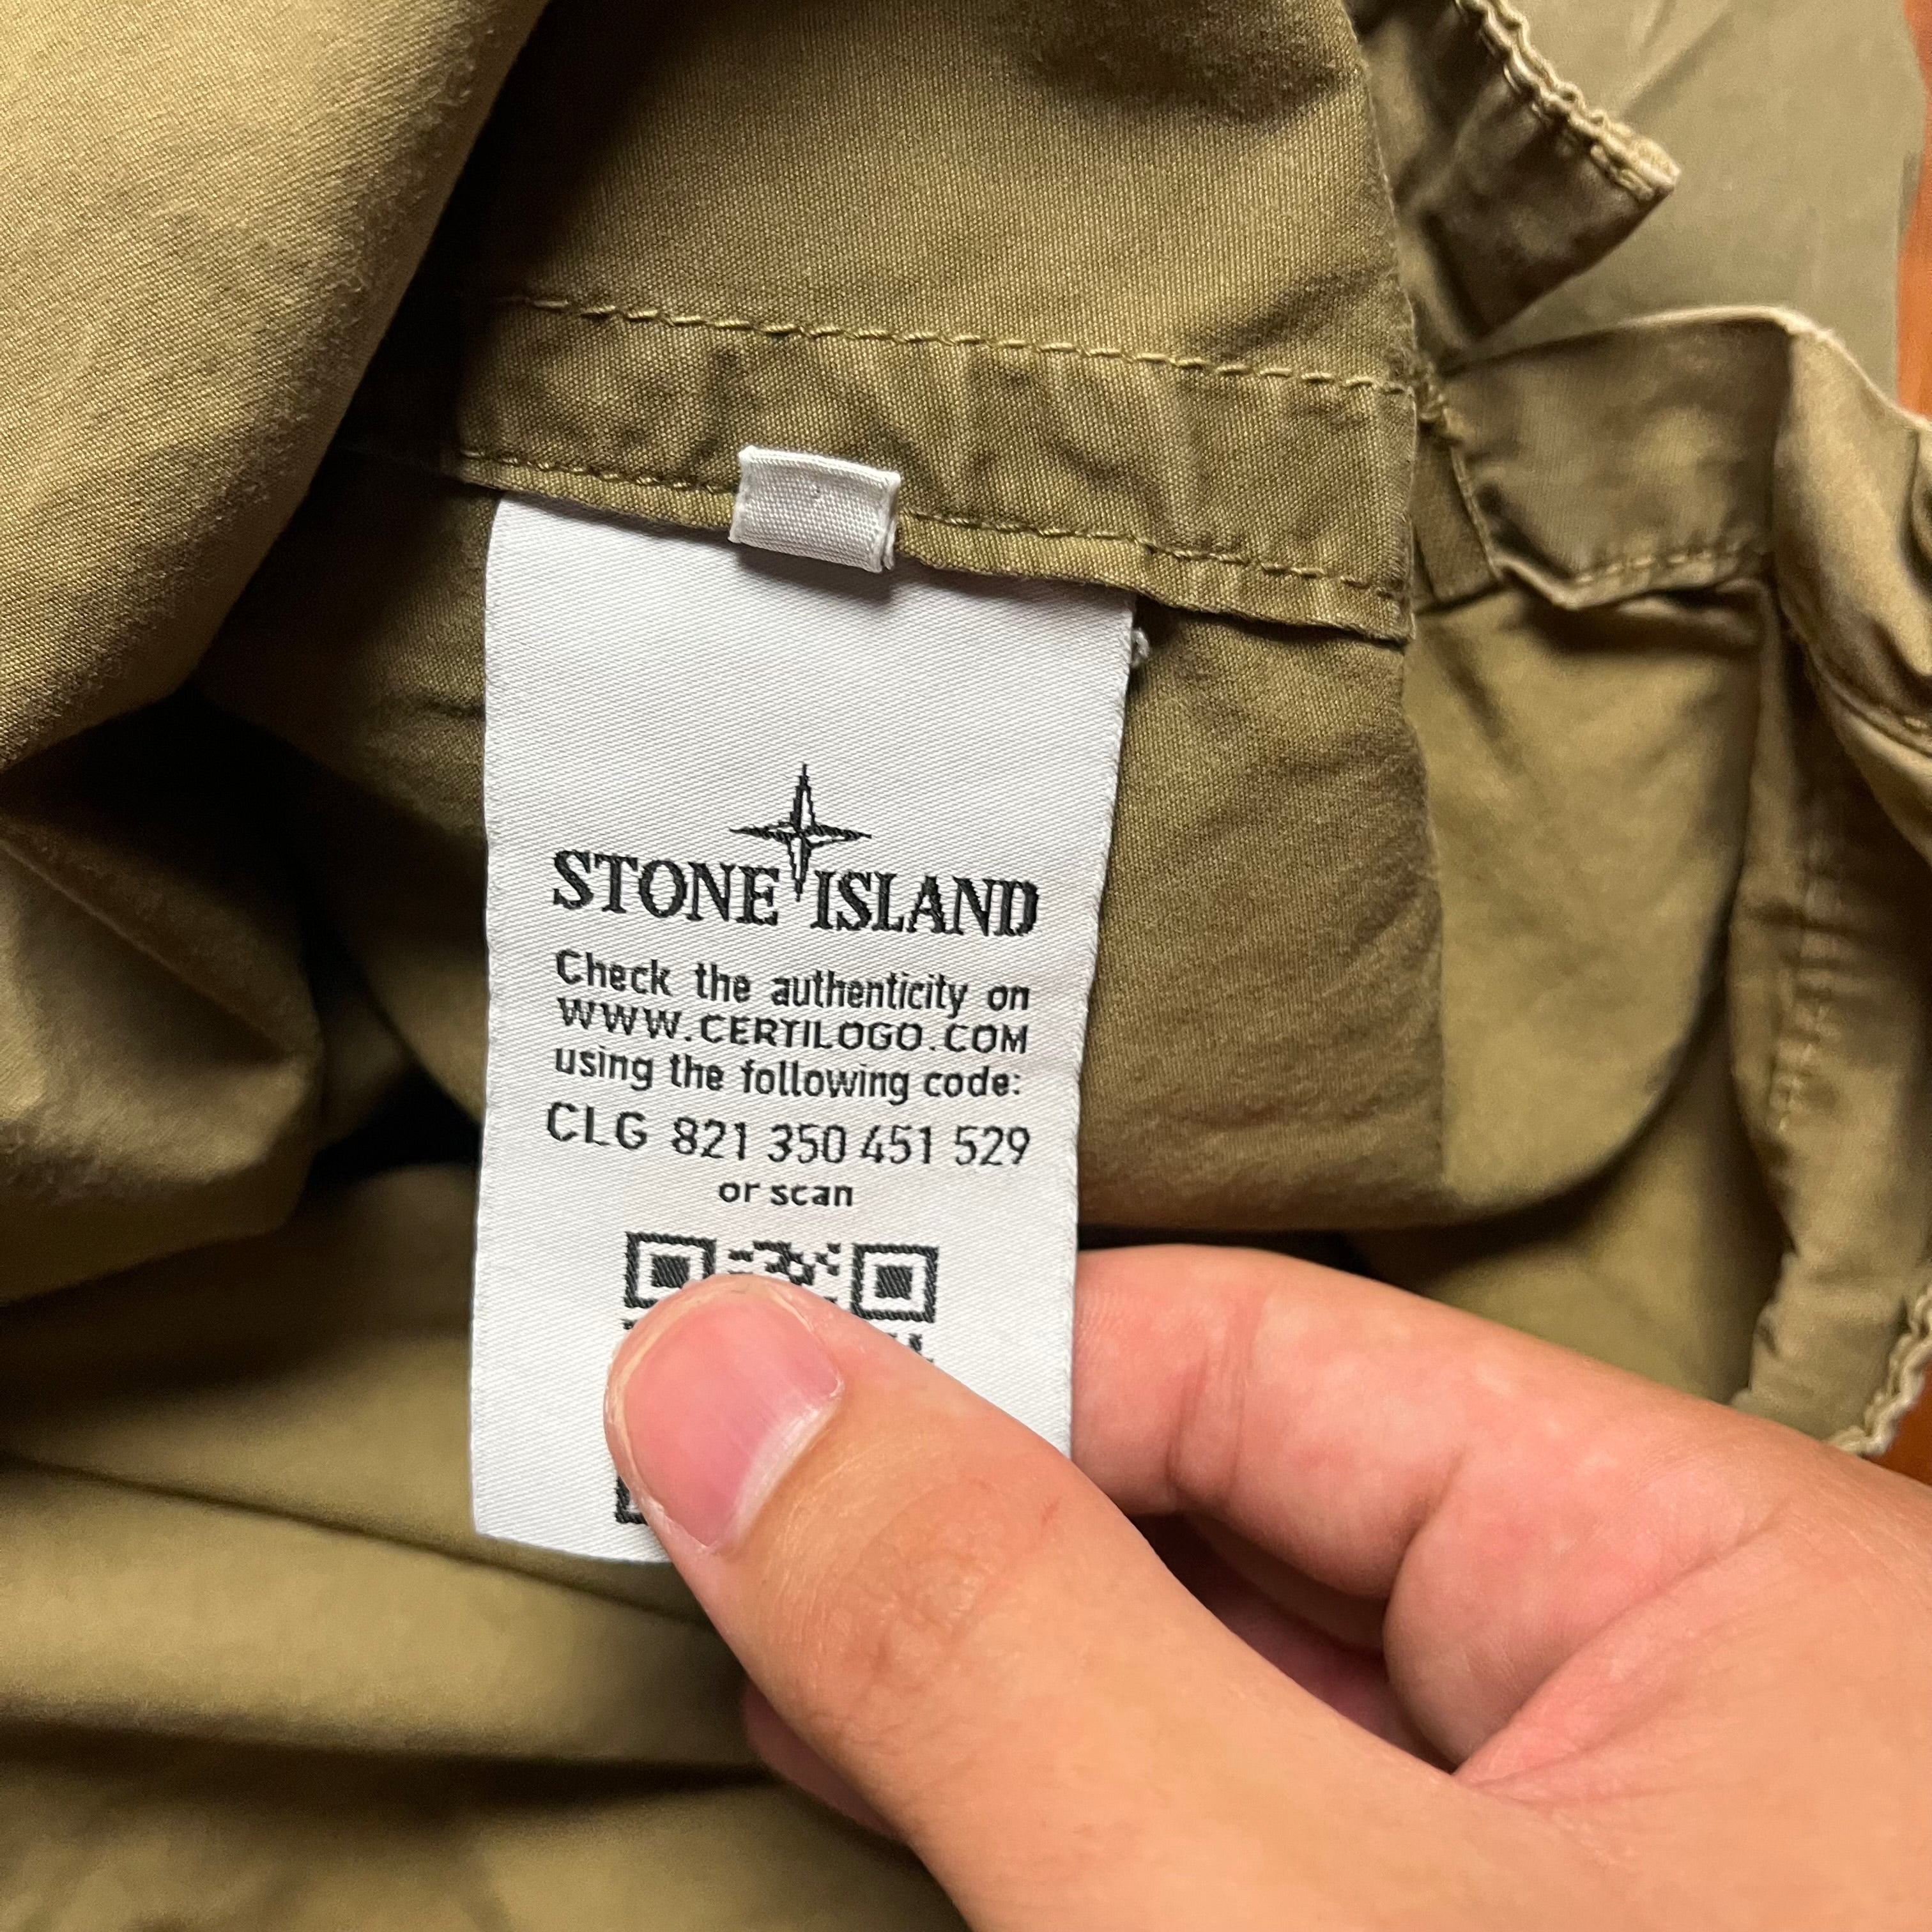 STONE ISLAND
Check the authenticity on
WWW.CERTILOGO.COM
using the following code:
CLG 821 350 451 529
or scan